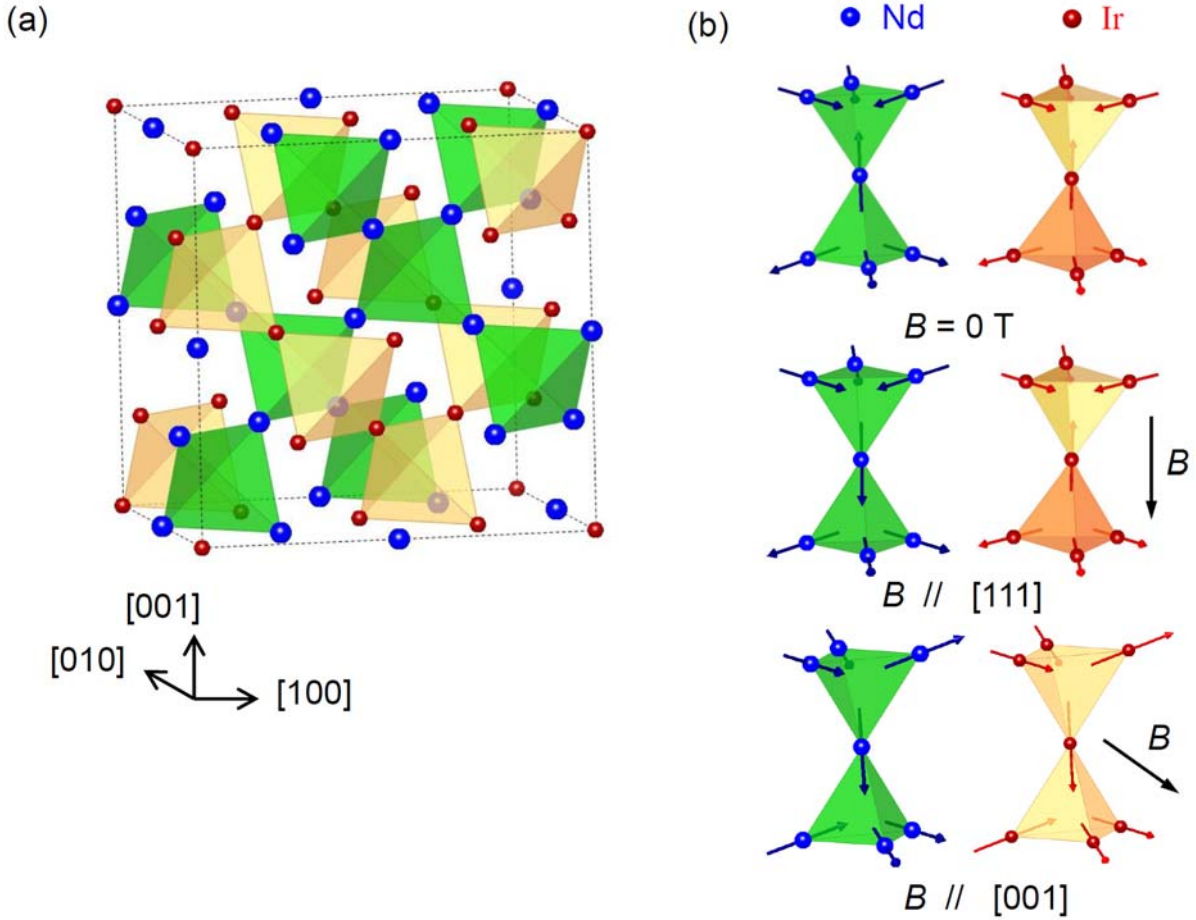 (a)
[001]
[010]
[100]
(b)
Nd
Ir
B = 0 T
B
B // [111]
B
B // [001]